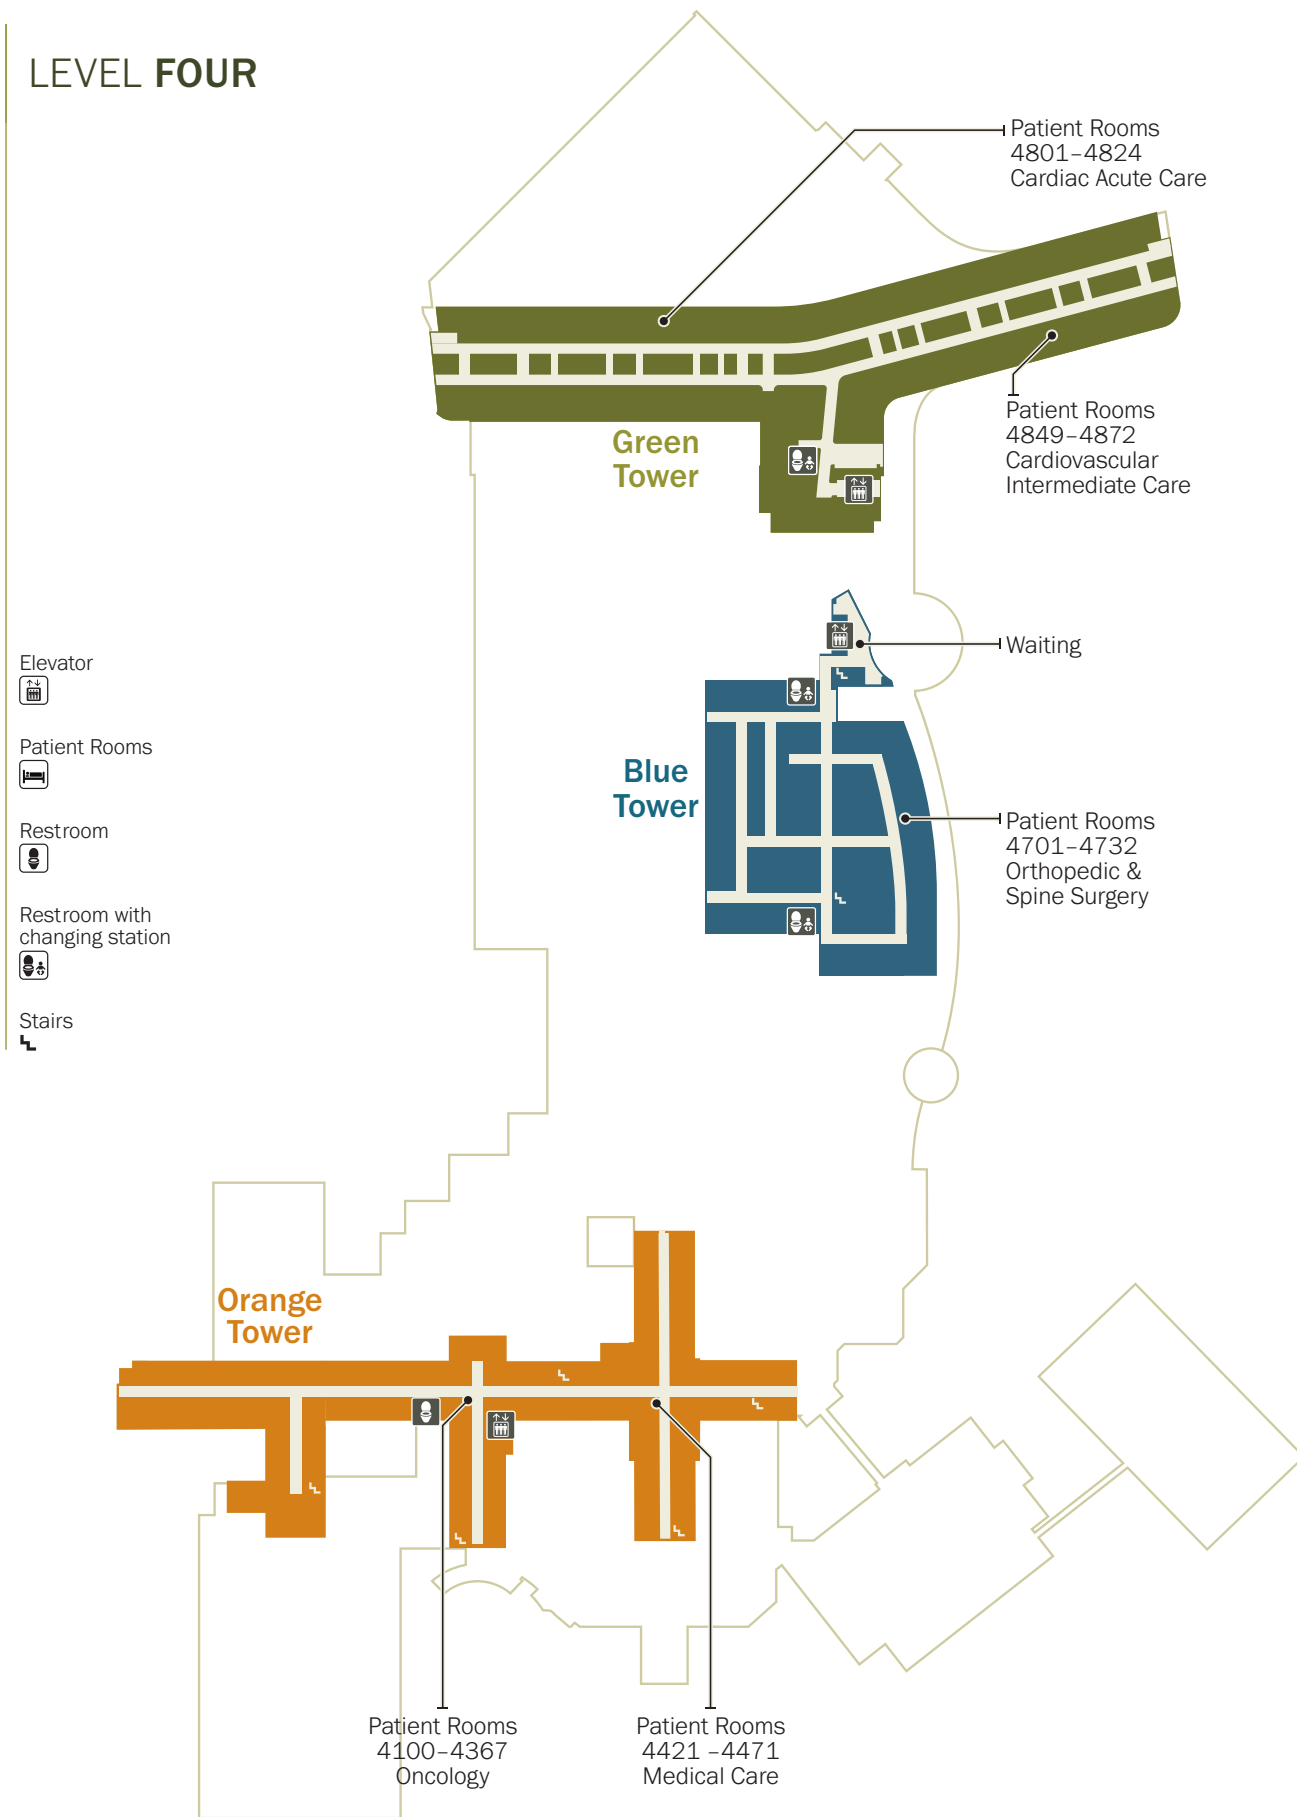 LEVEL FOUR
Patient Rooms
4801–4824
Cardiac Acute Care
Patient Rooms
4849–4872
Cardiovascular
Intermediate Care
Green
Tower
Waiting
Elevator
Patient Rooms
Restroom
Restroom with
changing station
Stairs
Blue
Tower
Patient Rooms
4701–4732
Orthopedic &
Spine Surgery
Orange
Tower
Patient Rooms
4100–4367
Oncology
Patient Rooms
4421 –4471
Medical Care